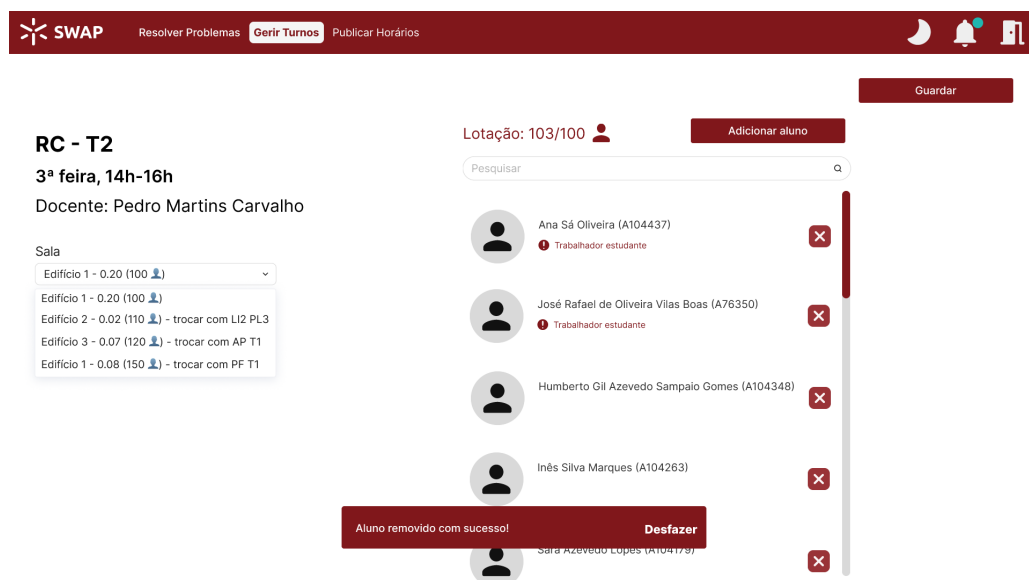 SWAP
Resolver Problemas
Gerir Turnos
Publicar Horários
Guardar
RC - T2
3ª feira, 14h-16h
Docente: Pedro Martins Carvalho
Sala
Edifício 1 - 0.20 (100 👤)
Edifício 1 - 0.20 (100 👤)
Edifício 2 - 0.02 (110 👤) - trocar com LI2 PL3
Edifício 3 - 0.07 (120 👤) - trocar com AP T1
Edifício 1 - 0.08 (150 👤) - trocar com PF T1
Lotação: 103/100
Adicionar aluno
Pesquisar
Ana Sá Oliveira (A104437)
Trabalhador estudante
José Rafael de Oliveira Vilas Boas (A76350)
Trabalhador estudante
Humberto Gil Azevedo Sampaio Gomes (A104348)
Inês Silva Marques (A104263)
Aluno removido com sucesso!
Desfazer
Sara Azevedo Lopes (A104179)